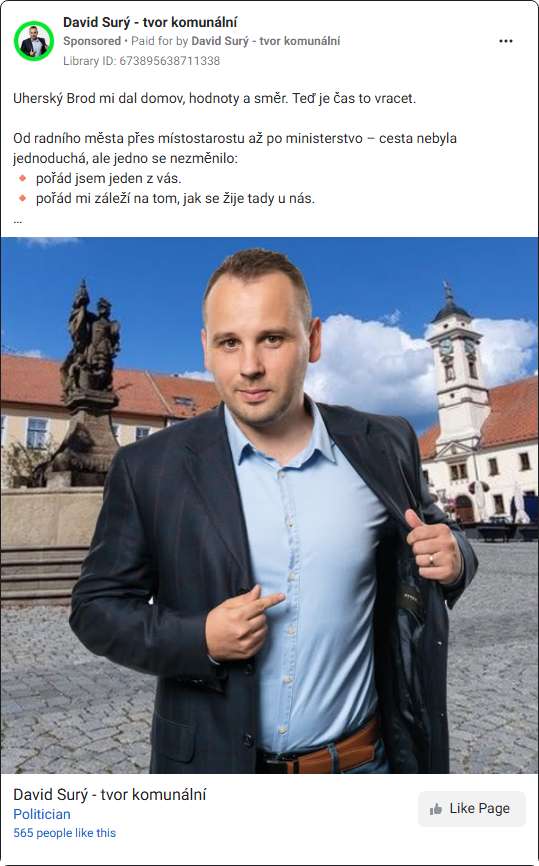 David Surý - tvor komunální
Sponsored • Paid for by David Surý - tvor komunální
Library ID: 673895638711338
Uherský Brod mi dal domov, hodnoty a směr. Teď je čas to vracet.
Od radního města přes místostarostu až po ministerstvo – cesta nebyla
jednoduchá, ale jedno se nezměnilo:
🔸 pořád jsem jeden z vás.
🔸 pořád mi záleží na tom, jak se žije tady u nás.
...
David Surý - tvor komunální
Politician
565 people like this
Like Page